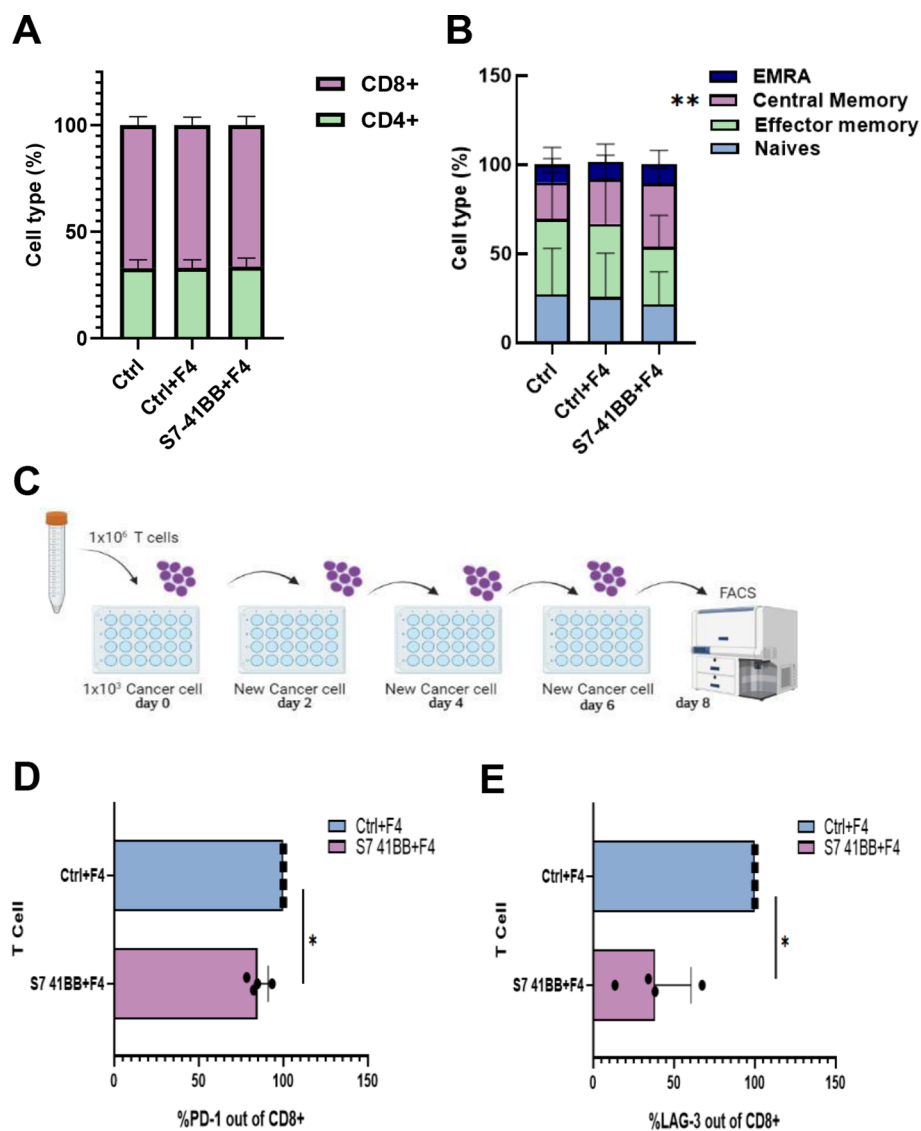 A
Cell type (%)
100
50
0
CD8+
CD4+
Ctrl
Ctrl+F4
S7-41BB+F4
B
Cell type (%)
150
100
50
0
EMRA
** Central Memory
Effector memory
Naives
Ctrl
Ctrl+F4
S7-41BB+F4
C
1x10⁶ T cells
FACS
1x10³ Cancer cell
day 0
New Cancer cell
day 2
New Cancer cell
day 4
New Cancer cell
day 6
day 8
D
T Cell
Ctrl+F4
S7 41BB+F4
Ctrl+F4
S7 41BB+F4
*
0 50 100 150
%PD-1 out of CD8+
E
T Cell
Ctrl+F4
S7 41BB+F4
Ctrl+F4
S7 41BB+F4
*
0 50 100 150
%LAG-3 out of CD8+